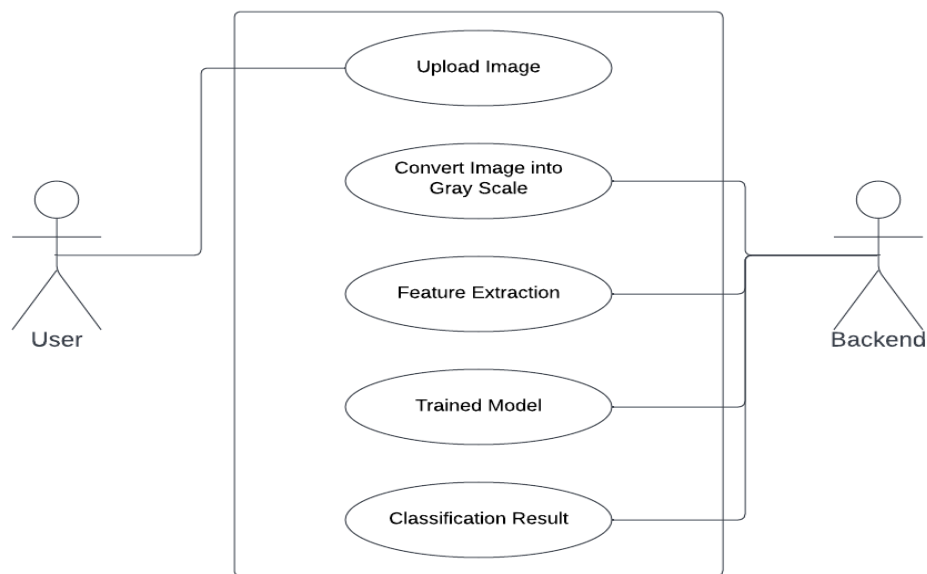 Upload Image
Convert Image into
Gray Scale
Feature Extraction
User
Backend
Trained Model
Classification Result